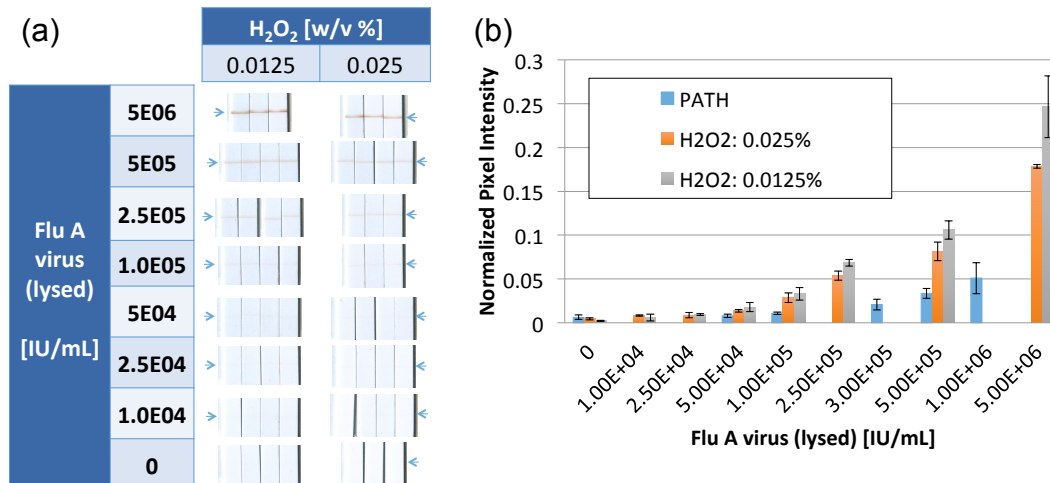 (a)
H₂O₂ [w/v %]
0.0125 0.025
Flu A
virus
(lysed)
[IU/mL]
5E06
5E05
2.5E05
1.0E05
5E04
2.5E04
1.0E04
0
(b)
Normalized Pixel Intensity
0.3
0.25
0.2
0.15
0.1
0.05
0
PATH
H2O2: 0.025%
H2O2: 0.0125%
0
1.00E+04
2.50E+04
5.00E+04
1.00E+05
2.50E+05
3.00E+05
5.00E+05
1.00E+06
5.00E+06
Flu A virus (lysed) [IU/mL]